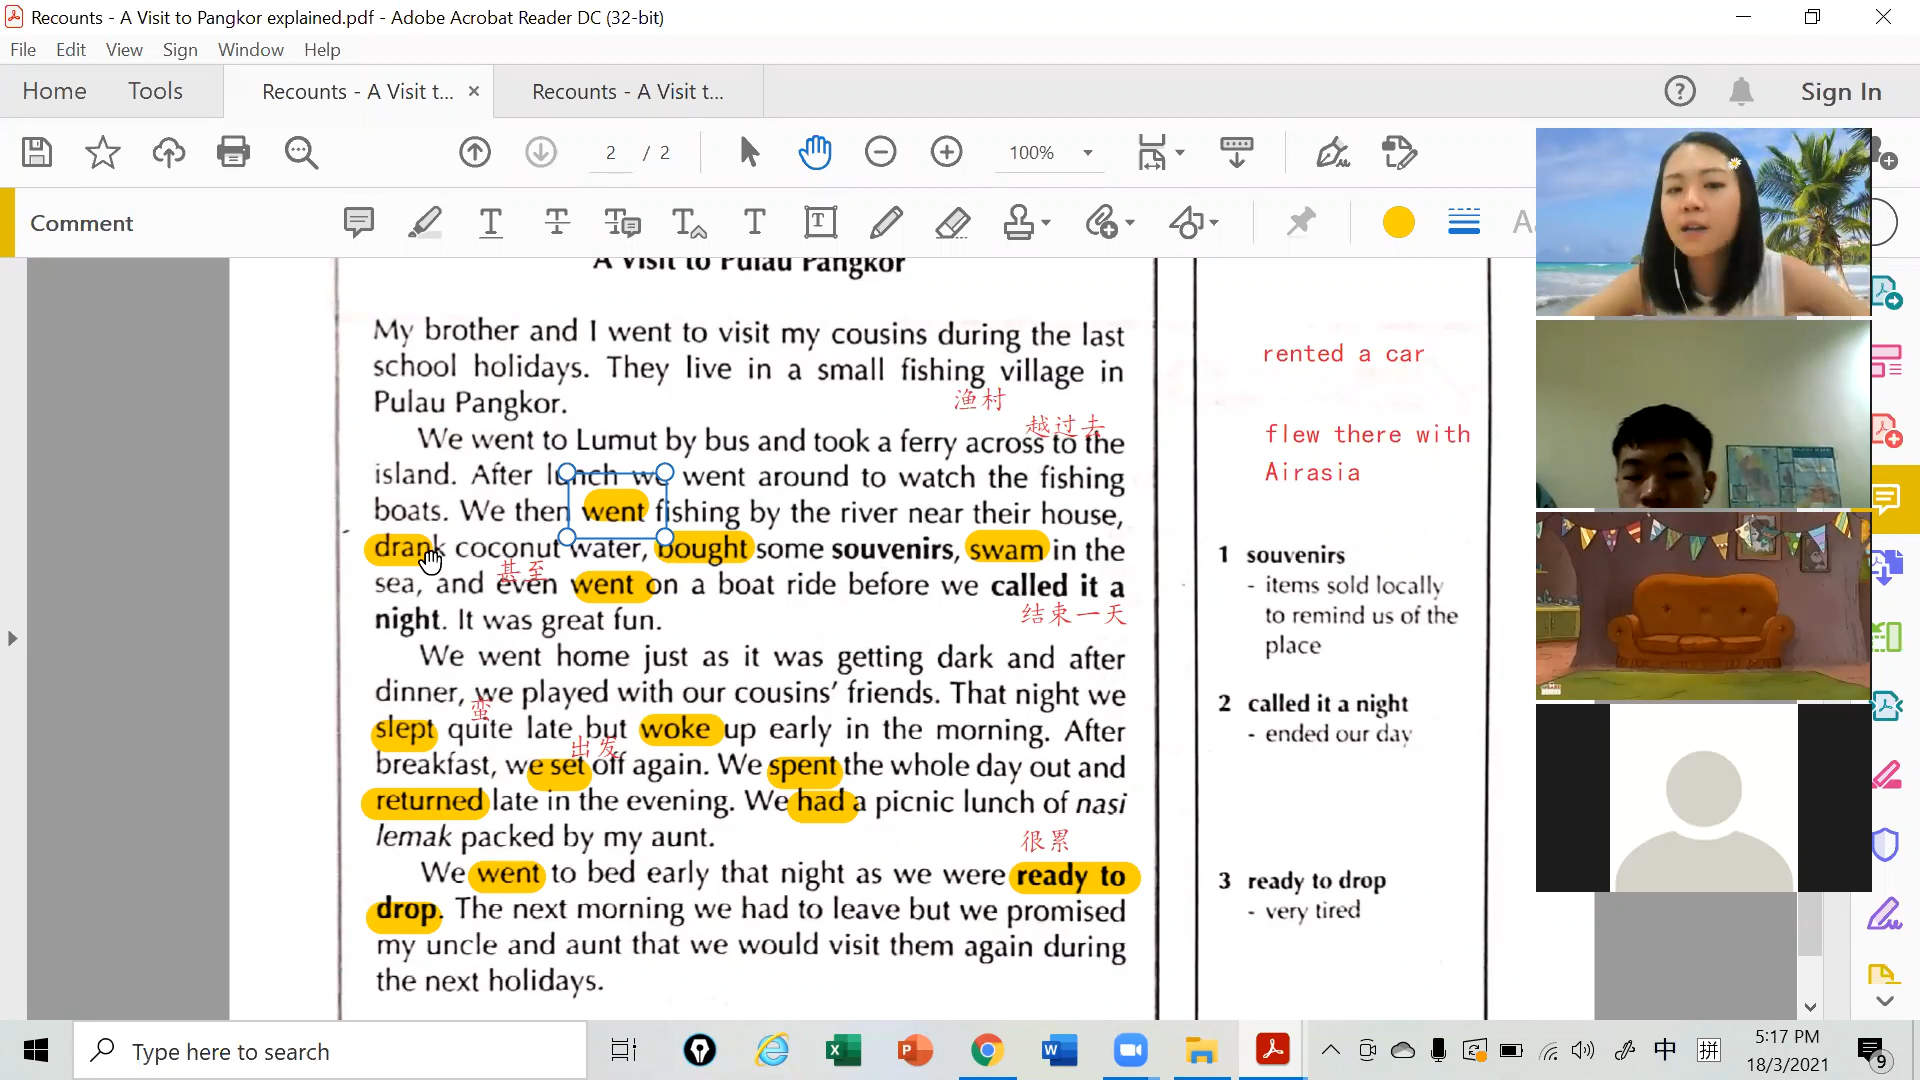 Recounts - A Visit to Pangkor explained.pdf - Adobe Acrobat Reader DC (32-bit)
File Edit View Sign Window Help
Home Tools Recounts - A Visit t... × Recounts - A Visit t... Sign In
2 / 2 100%
Comment
A Visit to Pulau Pangkor
My brother and I went to visit my cousins during the last
school holidays. They live in a small fishing village in
渔村
Pulau Pangkor.
越过去
We went to Lumut by bus and took a ferry across to the
island. After lunch we went around to watch the fishing
boats. We then went fishing by the river near their house,
drank coconut water, bought some souvenirs, swam in the
甚至
sea, and even went on a boat ride before we called it a
结束一天
night. It was great fun.
We went home just as it was getting dark and after
dinner, we played with our cousins' friends. That night we
蛮
slept quite late but woke up early in the morning. After
出发
breakfast, we set off again. We spent the whole day out and
returned late in the evening. We had a picnic lunch of nasi
lemak packed by my aunt.
很累
We went to bed early that night as we were ready to
drop. The next morning we had to leave but we promised
my uncle and aunt that we would visit them again during
the next holidays.
rented a car
flew there with
Airasia
1 souvenirs
- items sold locally
to remind us of the
place
2 called it a night
- ended our day
3 ready to drop
- very tired
Type here to search
中 拼
5:17 PM
18/3/2021
9